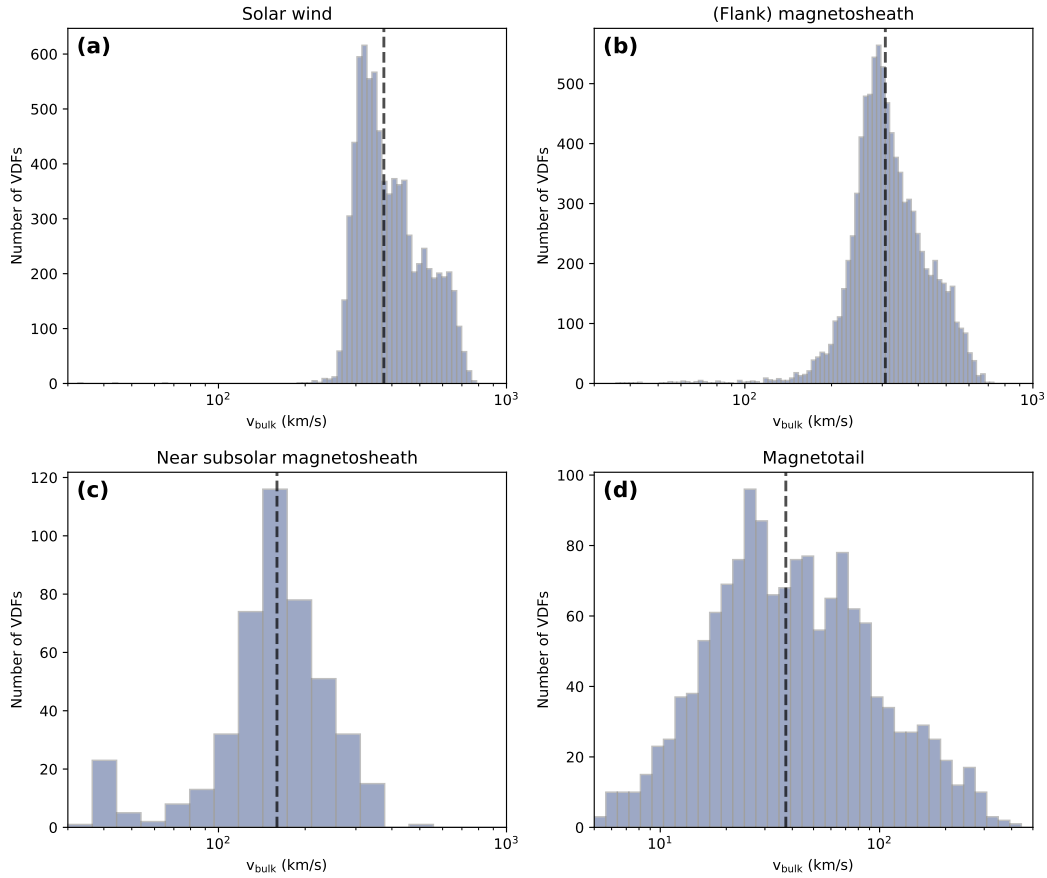 Solar wind
(a)
600
500
400
300
200
100
0
Number of VDFs
10²
10³
v_bulk (km/s)
(Flank) magnetosheath
(b)
500
400
300
200
100
0
Number of VDFs
10²
10³
v_bulk (km/s)
Near subsolar magnetosheath
(c)
120
100
80
60
40
20
0
Number of VDFs
10²
10³
v_bulk (km/s)
Magnetotail
(d)
100
80
60
40
20
0
Number of VDFs
10¹
10²
v_bulk (km/s)